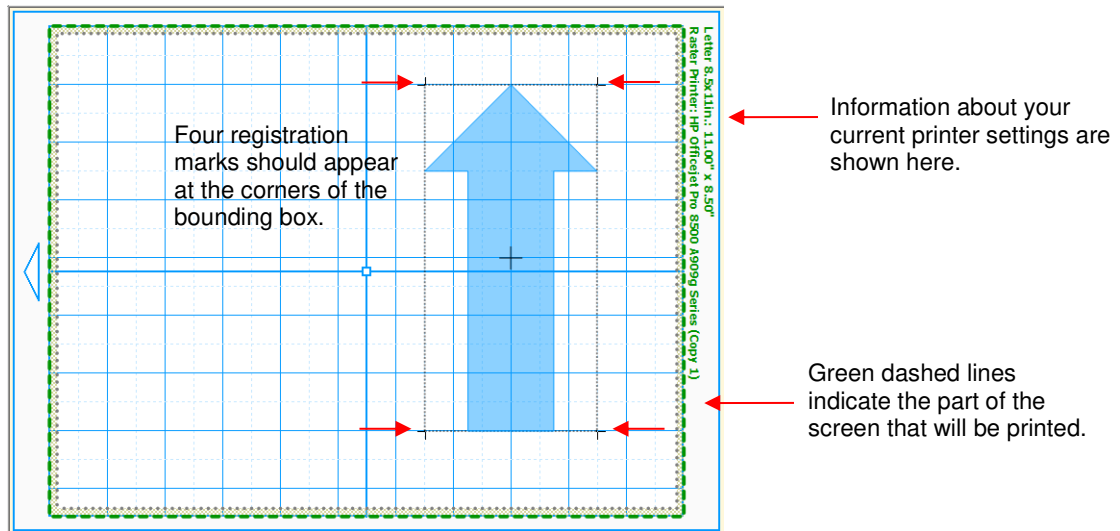 Four registration
marks should appear
at the corners of the
bounding box.
Letter 8.5x11in.: 11.00" x 8.50"
Raster Printer: HP Officejet Pro 8500 A909g Series (Copy 1)
Information about your
current printer settings are
shown here.
Green dashed lines
indicate the part of the
screen that will be printed.